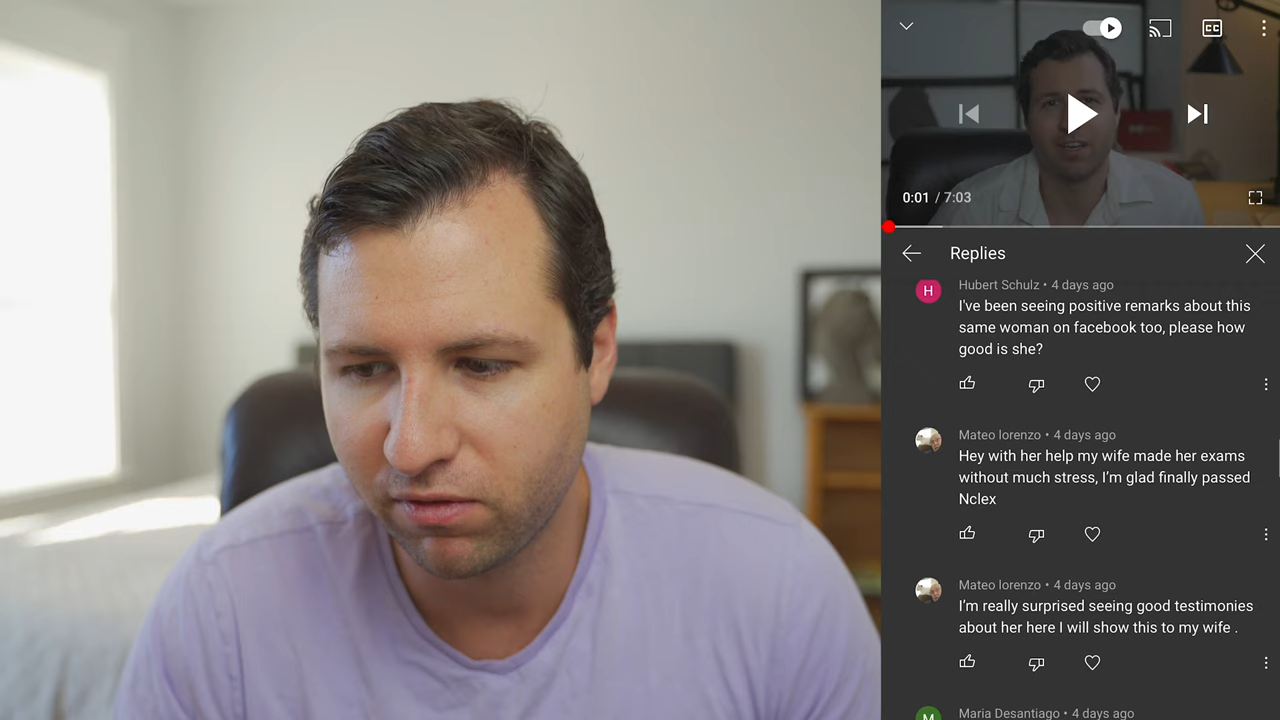 CC
0:01 / 7:03
Replies
H
Hubert Schulz • 4 days ago
I've been seeing positive remarks about this
same woman on facebook too, please how
good is she?
Mateo lorenzo • 4 days ago
Hey with her help my wife made her exams
without much stress, I'm glad finally passed
Nclex
Mateo lorenzo • 4 days ago
I'm really surprised seeing good testimonies
about her here I will show this to my wife .
M
Maria Desantiago • 4 days ago